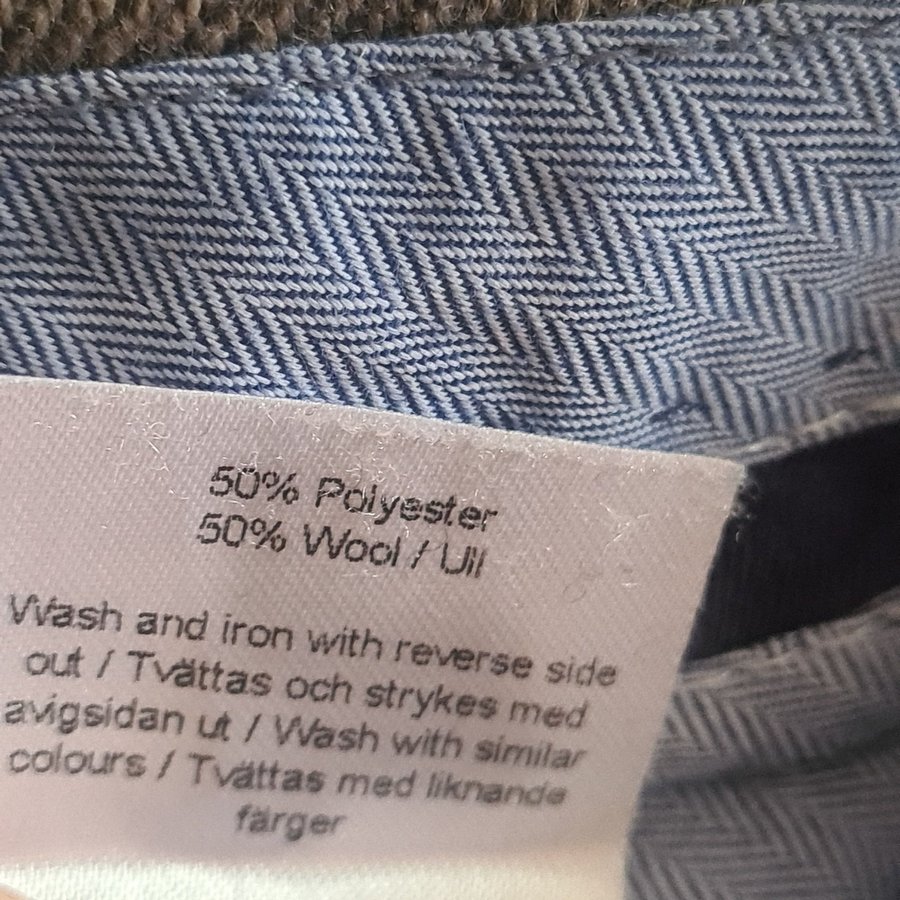 50% Polyester
50% Wool / Ull
Wash and iron with reverse side
out / Tvättas och strykes med
avigsidan ut / Wash with similar
colours / Tvättas med liknande
färger